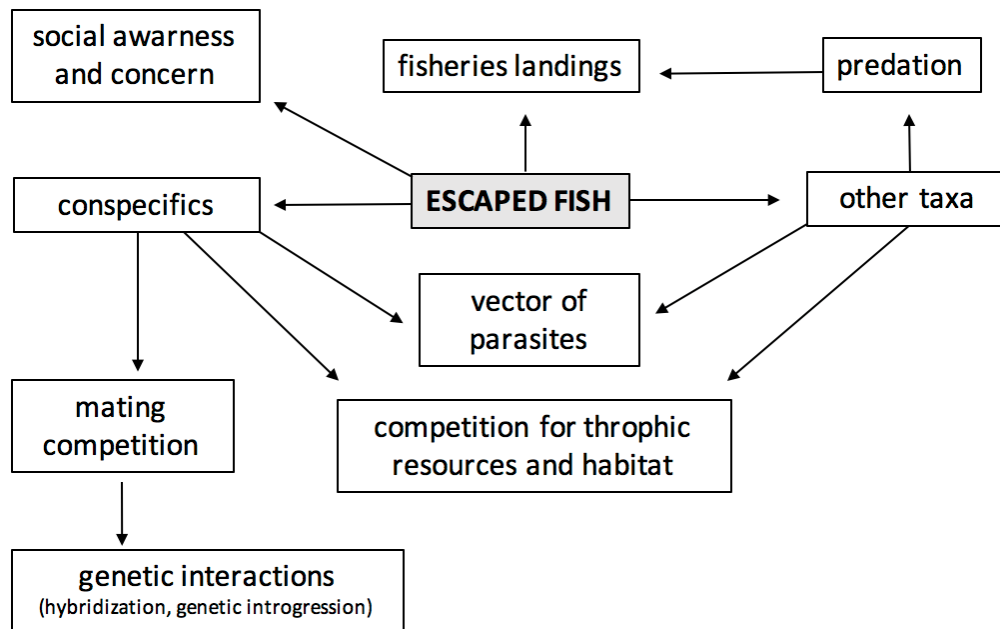 social awarness
and concern
fisheries landings
predation
conspecifics
ESCAPED FISH
other taxa
vector of
parasites
mating
competition
competition for throphic
resources and habitat
genetic interactions
(hybridization, genetic introgression)